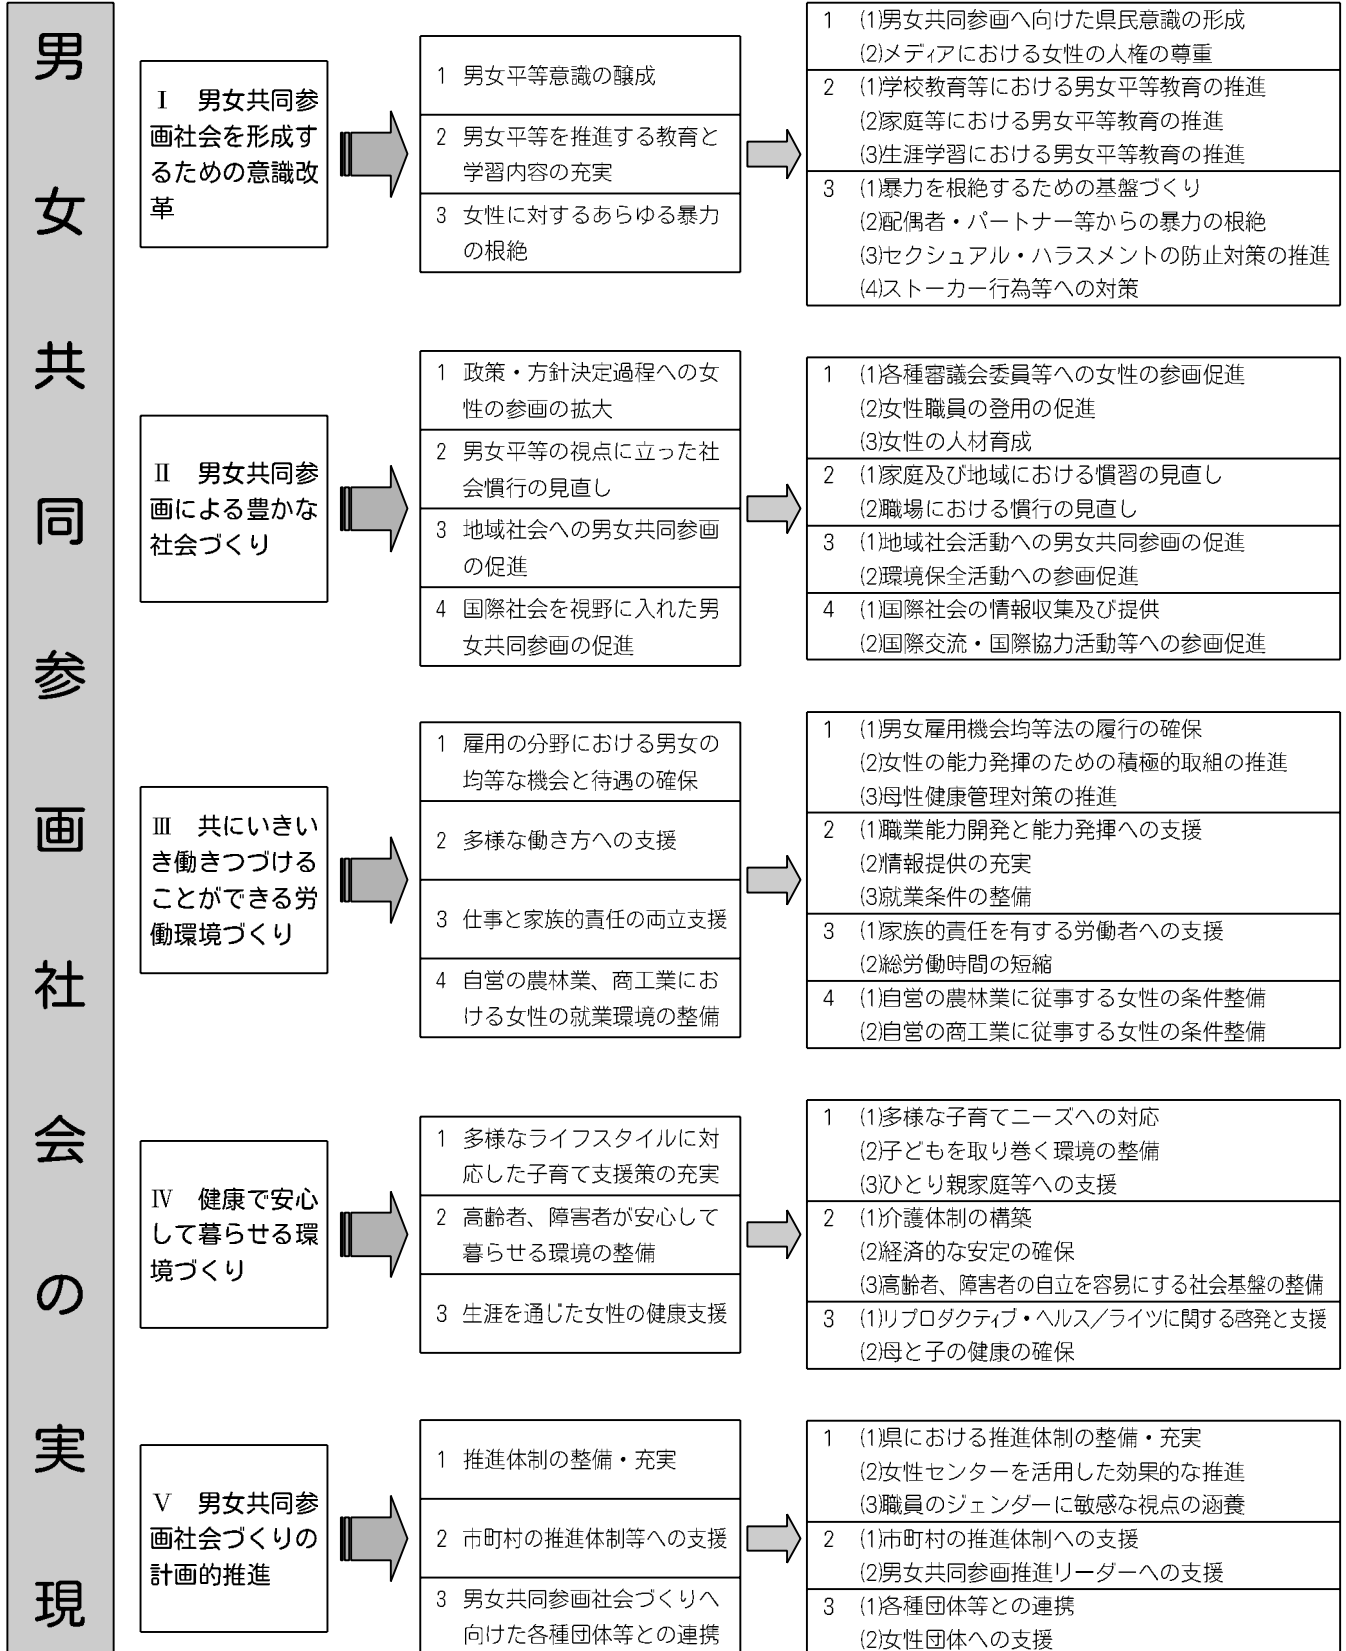 男女共同参画社会の実現
Ⅰ 男女共同参
画社会を形成す
るための意識改
革
1 男女平等意識の醸成
2 男女平等を推進する教育と
学習内容の充実
3 女性に対するあらゆる暴力
の根絶
1 (1)男女共同参画へ向けた県民意識の形成
(2)メディアにおける女性の人権の尊重
2 (1)学校教育等における男女平等教育の推進
(2)家庭等における男女平等教育の推進
(3)生涯学習における男女平等教育の推進
3 (1)暴力を根絶するための基盤づくり
(2)配偶者・パートナー等からの暴力の根絶
(3)セクシュアル・ハラスメントの防止対策の推進
(4)ストーカー行為等への対策
Ⅱ 男女共同参
画による豊かな
社会づくり
1 政策・方針決定過程への女
性の参画の拡大
2 男女平等の視点に立った社
会慣行の見直し
3 地域社会への男女共同参画
の促進
4 国際社会を視野に入れた男
女共同参画の促進
1 (1)各種審議会委員等への女性の参画促進
(2)女性職員の登用の促進
(3)女性の人材育成
2 (1)家庭及び地域における慣習の見直し
(2)職場における慣行の見直し
3 (1)地域社会活動への男女共同参画の促進
(2)環境保全活動への参画促進
4 (1)国際社会の情報収集及び提供
(2)国際交流・国際協力活動等への参画促進
Ⅲ 共にいきい
き働きつづける
ことができる労
働環境づくり
1 雇用の分野における男女の
均等な機会と待遇の確保
2 多様な働き方への支援
3 仕事と家族的責任の両立支援
4 自営の農林業、商工業にお
ける女性の就業環境の整備
1 (1)男女雇用機会均等法の履行の確保
(2)女性の能力発揮のための積極的取組の推進
(3)母性健康管理対策の推進
2 (1)職業能力開発と能力発揮への支援
(2)情報提供の充実
(3)就業条件の整備
3 (1)家族的責任を有する労働者への支援
(2)総労働時間の短縮
4 (1)自営の農林業に従事する女性の条件整備
(2)自営の商工業に従事する女性の条件整備
Ⅳ 健康で安心
して暮らせる環
境づくり
1 多様なライフスタイルに対
応した子育て支援策の充実
2 高齢者、障害者が安心して
暮らせる環境の整備
3 生涯を通じた女性の健康支援
1 (1)多様な子育てニーズへの対応
(2)子どもを取り巻く環境の整備
(3)ひとり親家庭等への支援
2 (1)介護体制の構築
(2)経済的な安定の確保
(3)高齢者、障害者の自立を容易にする社会基盤の整備
3 (1)リプロダクティブ・ヘルス／ライツに関する啓発と支援
(2)母と子の健康の確保
Ⅴ 男女共同参
画社会づくりの
計画的推進
1 推進体制の整備・充実
2 市町村の推進体制等への支援
3 男女共同参画社会づくりへ
向けた各種団体等との連携
1 (1)県における推進体制の整備・充実
(2)女性センターを活用した効果的な推進
(3)職員のジェンダーに敏感な視点の涵養
2 (1)市町村の推進体制への支援
(2)男女共同参画推進リーダーへの支援
3 (1)各種団体等との連携
(2)女性団体への支援